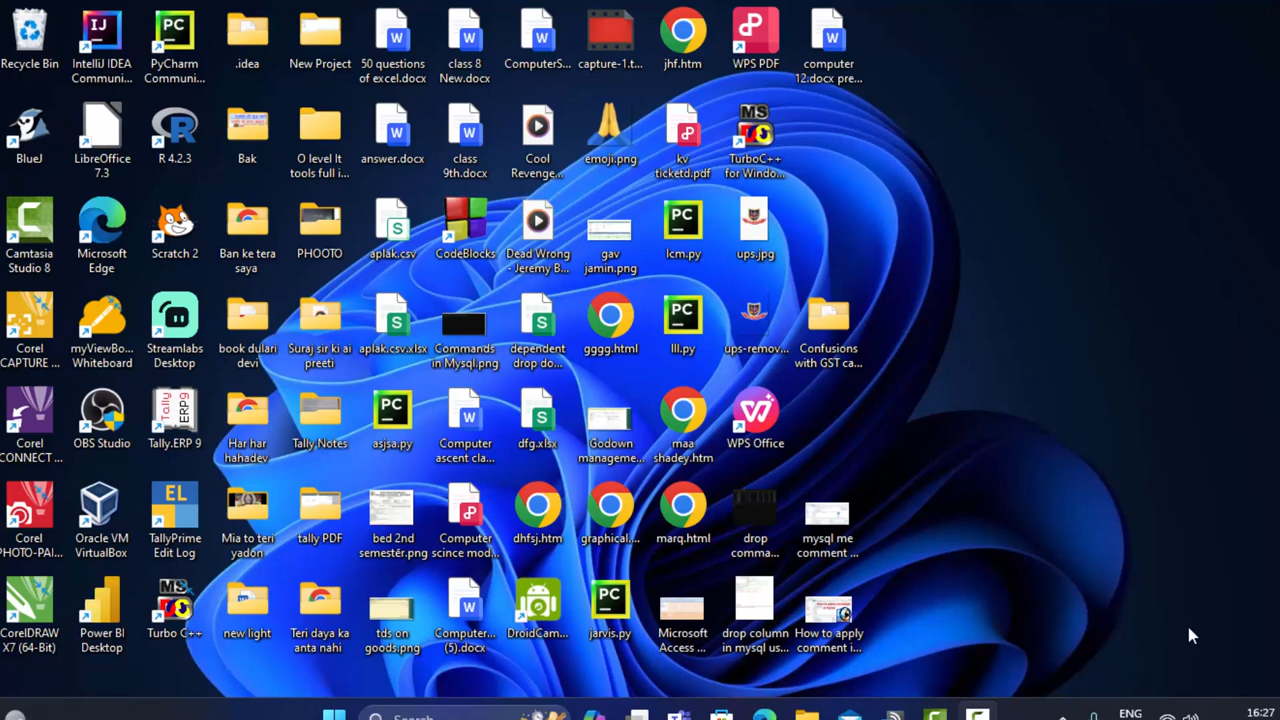 Recycle Bin
IntelliJ IDEA
Communi...
PyCharm
Communi...
.idea
New Project
50 questions
of excel.docx
class 8
New.docx
ComputerS...
capture-1.t...
jhf.htm
WPS PDF
computer
12.docx pre...
BlueJ
LibreOffice
7.3
R 4.2.3
Bak
O level It
tools full i...
answer.docx
class
9th.docx
Cool
Revenge...
emoji.png
kv
ticketd.pdf
TurboC++
for Windo...
Camtasia
Studio 8
Microsoft
Edge
Scratch 2
Ban ke tera
saya
PHOOTO
aplak.csv
CodeBlocks
Dead Wrong
- Jeremy B...
gav
jamin.png
lcm.py
ups.jpg
Corel
CAPTURE ...
myViewBo...
Whiteboard
Streamlabs
Desktop
book dulari
devi
Suraj sir ki ai
preeti
aplak.csv.xlsx
Commands
in Mysql.png
dependent
drop do...
gggg.html
lll.py
ups-remov...
Confusions
with GST ca...
Corel
CONNECT ...
OBS Studio
Tally.ERP 9
Har har
hahadev
Tally Notes
asjsa.py
Computer
ascent cla...
dfg.xlsx
Godown
manageme...
maa
shadey.htm
WPS Office
Corel
PHOTO-PAI...
Oracle VM
VirtualBox
TallyPrime
Edit Log
Mia to teri
yadon
tally PDF
bed 2nd
semester.png
Computer
scince mod...
dhfsj.htm
graphical....
marq.html
drop
comma...
mysql me
comment ...
CorelDRAW
X7 (64-Bit)
Power BI
Desktop
Turbo C++
new light
Teri daya ka
anta nahi
tds on
goods.png
Computer...
(5).docx
DroidCam...
jarvis.py
Microsoft
Access ...
drop column
in mysql us...
How to apply
comment i...
Search
ENG
16:27